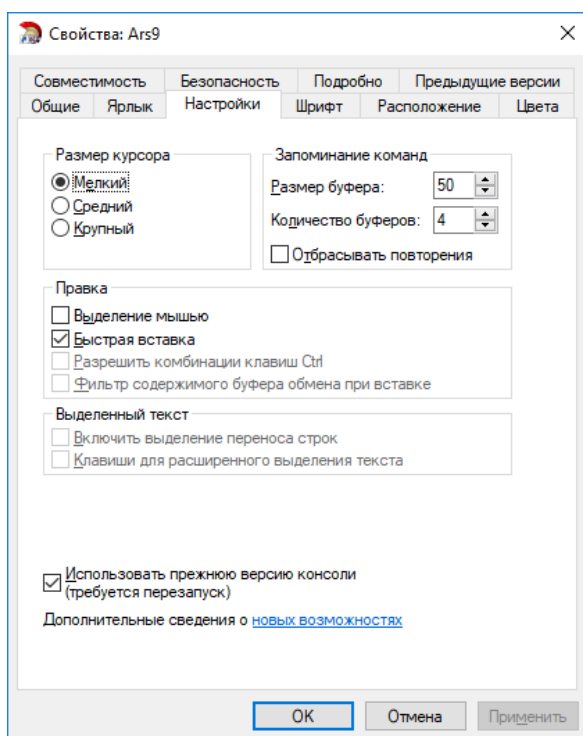 Свойства: Ars9
Совместимость Безопасность Подробно Предыдущие версии
Общие Ярлык Настройки Шрифт Расположение Цвета
Размер курсора
Мелкий
Средний
Крупный
Запоминание команд
Размер буфера: 50
Количество буферов: 4
Отбрасывать повторения
Правка
Выделение мышью
Быстрая вставка
Разрешить комбинации клавиш Ctrl
Фильтр содержимого буфера обмена при вставке
Выделенный текст
Включить выделение переноса строк
Клавиши для расширенного выделения текста
Использовать прежнюю версию консоли
(требуется перезапуск)
Дополнительные сведения о новых возможностях
OK Отмена Применить